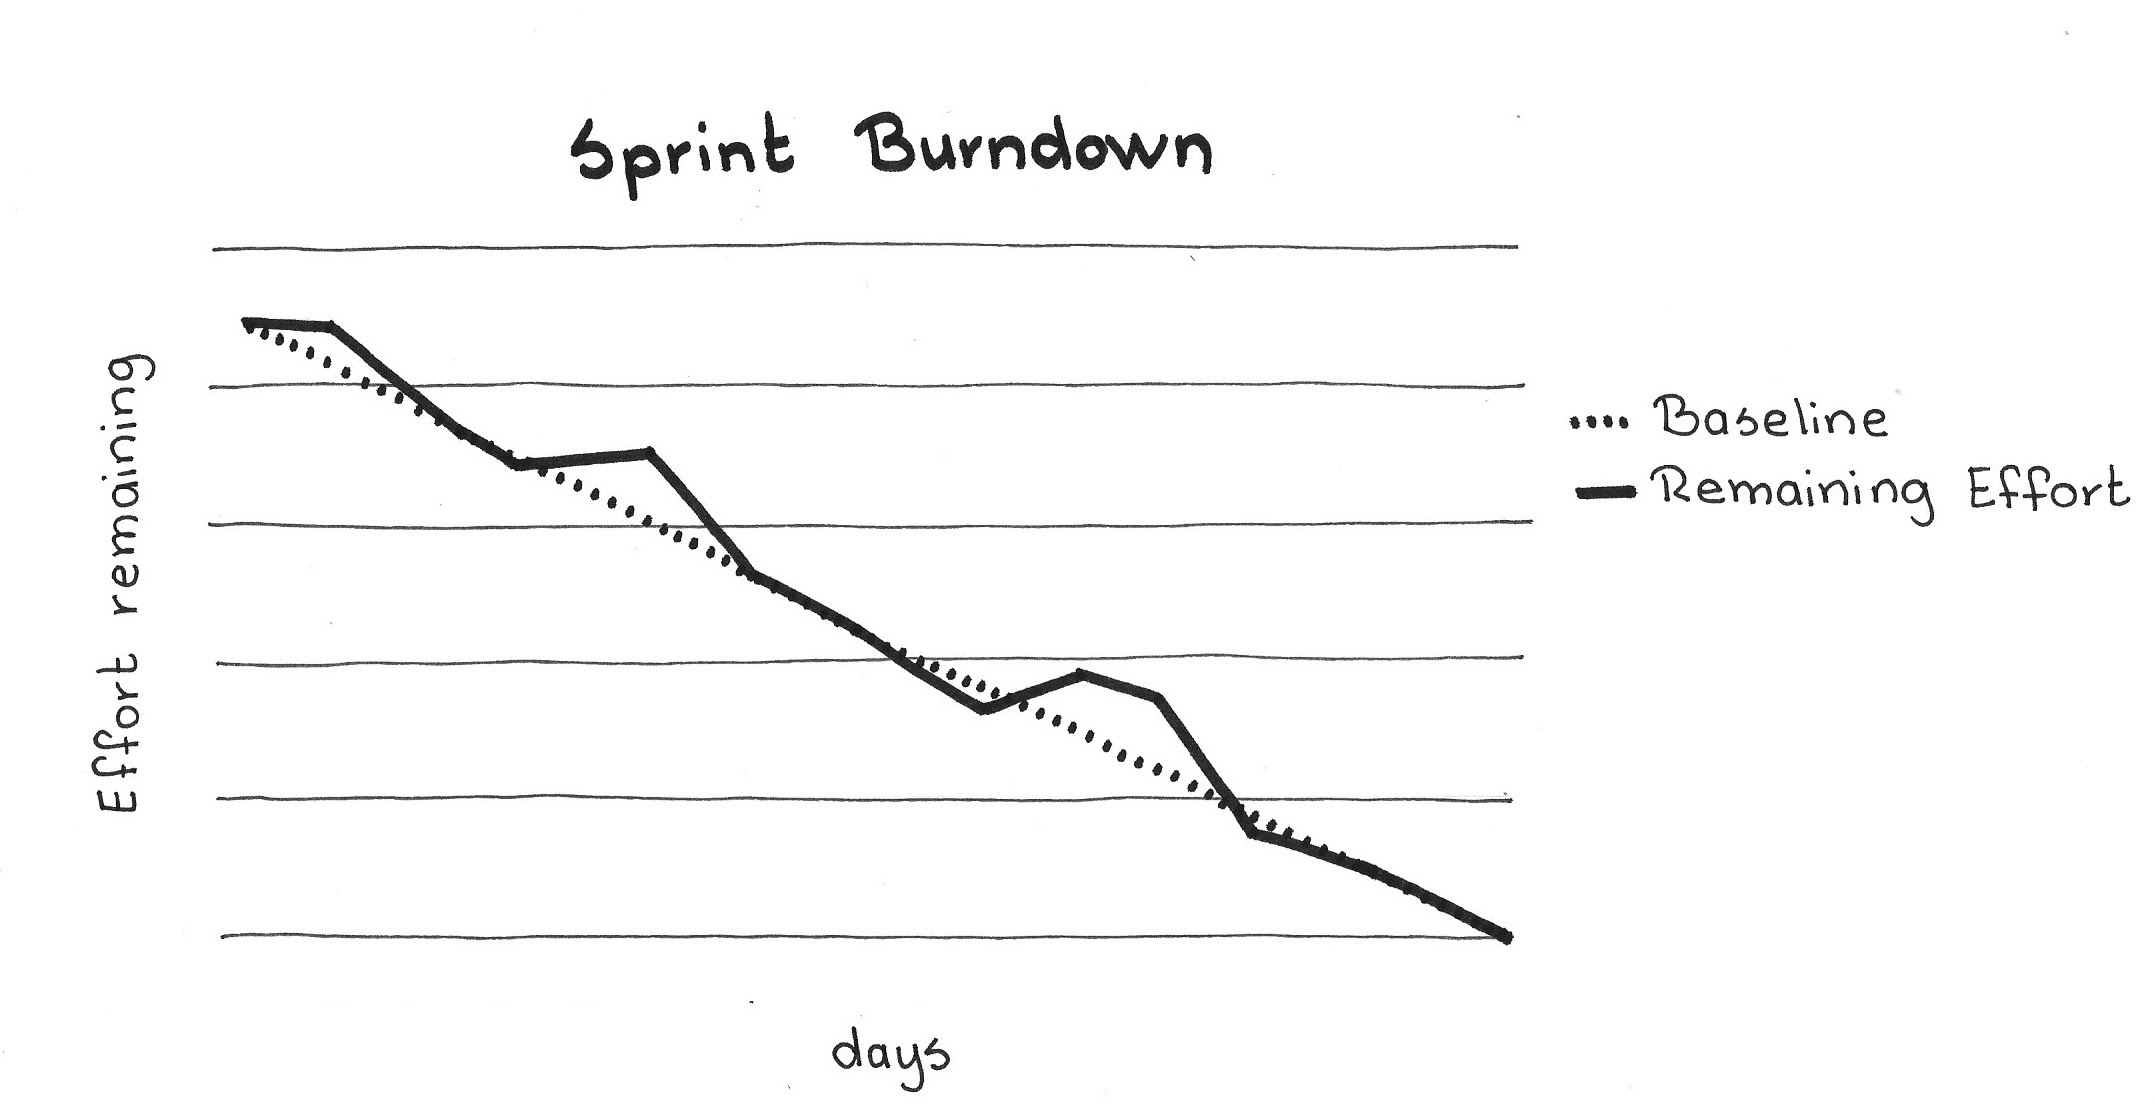 Sprint Burndown
Effort remaining
Baseline
Remaining Effort
days